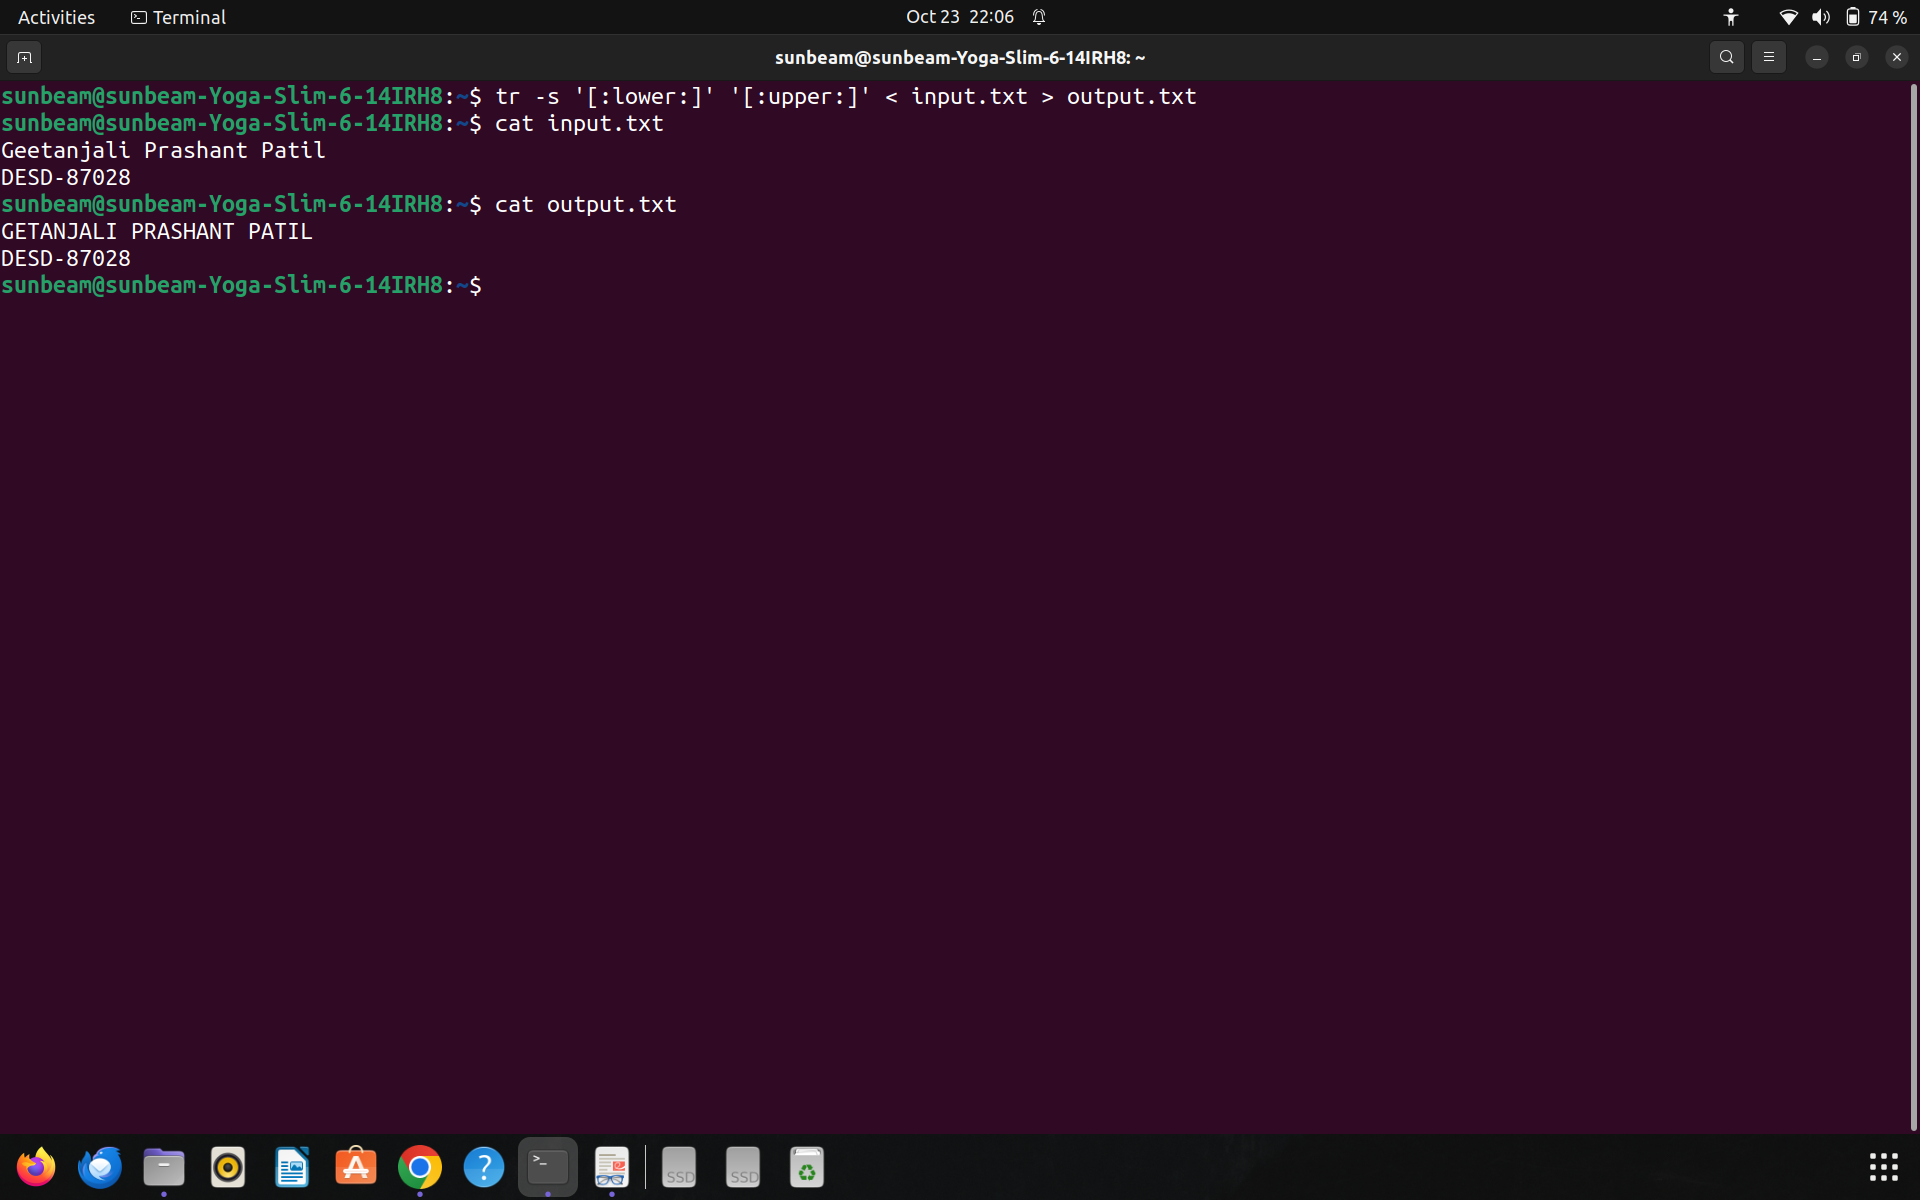 Activities Terminal Oct 23 22:06 74 %
sunbeam@sunbeam-Yoga-Slim-6-14IRH8: ~
sunbeam@sunbeam-Yoga-Slim-6-14IRH8:~$ tr -s '[:lower:]' '[:upper:]' < input.txt > output.txt
sunbeam@sunbeam-Yoga-Slim-6-14IRH8:~$ cat input.txt
Geetanjali Prashant Patil
DESD-87028
sunbeam@sunbeam-Yoga-Slim-6-14IRH8:~$ cat output.txt
GETANJALI PRASHANT PATIL
DESD-87028
sunbeam@sunbeam-Yoga-Slim-6-14IRH8:~$
SSD SSD